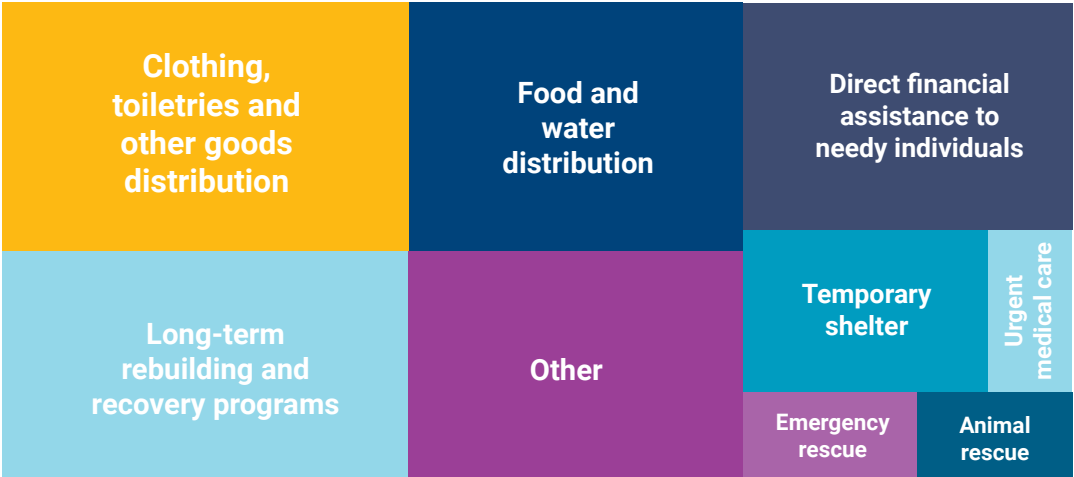 Clothing,
toiletries and
other goods
distribution
Food and
water
distribution
Direct financial
assistance to
needy individuals
Long-term
rebuilding and
recovery programs
Other
Temporary
shelter
Urgent
medical care
Emergency
rescue
Animal
rescue